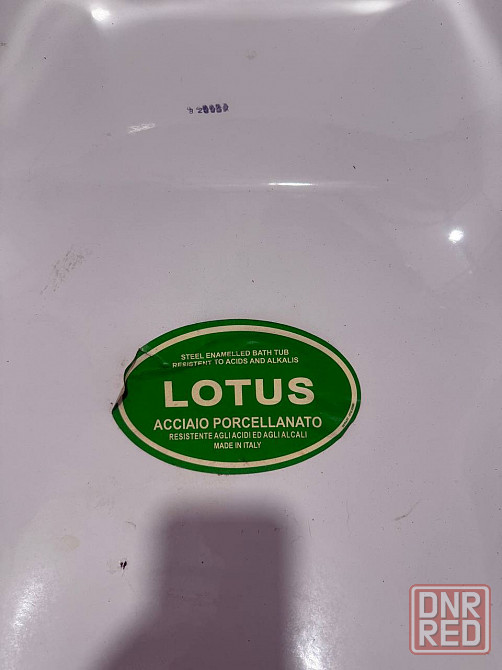 STEEL ENAMELLED BATH TUB
RESISTENT TO ACIDS AND ALKALIS
LOTUS
ACCIAIO PORCELLANATO
RESISTENTE AGLI ACIDI ED AGLI ALCALI
MADE IN ITALY
DNR
RED